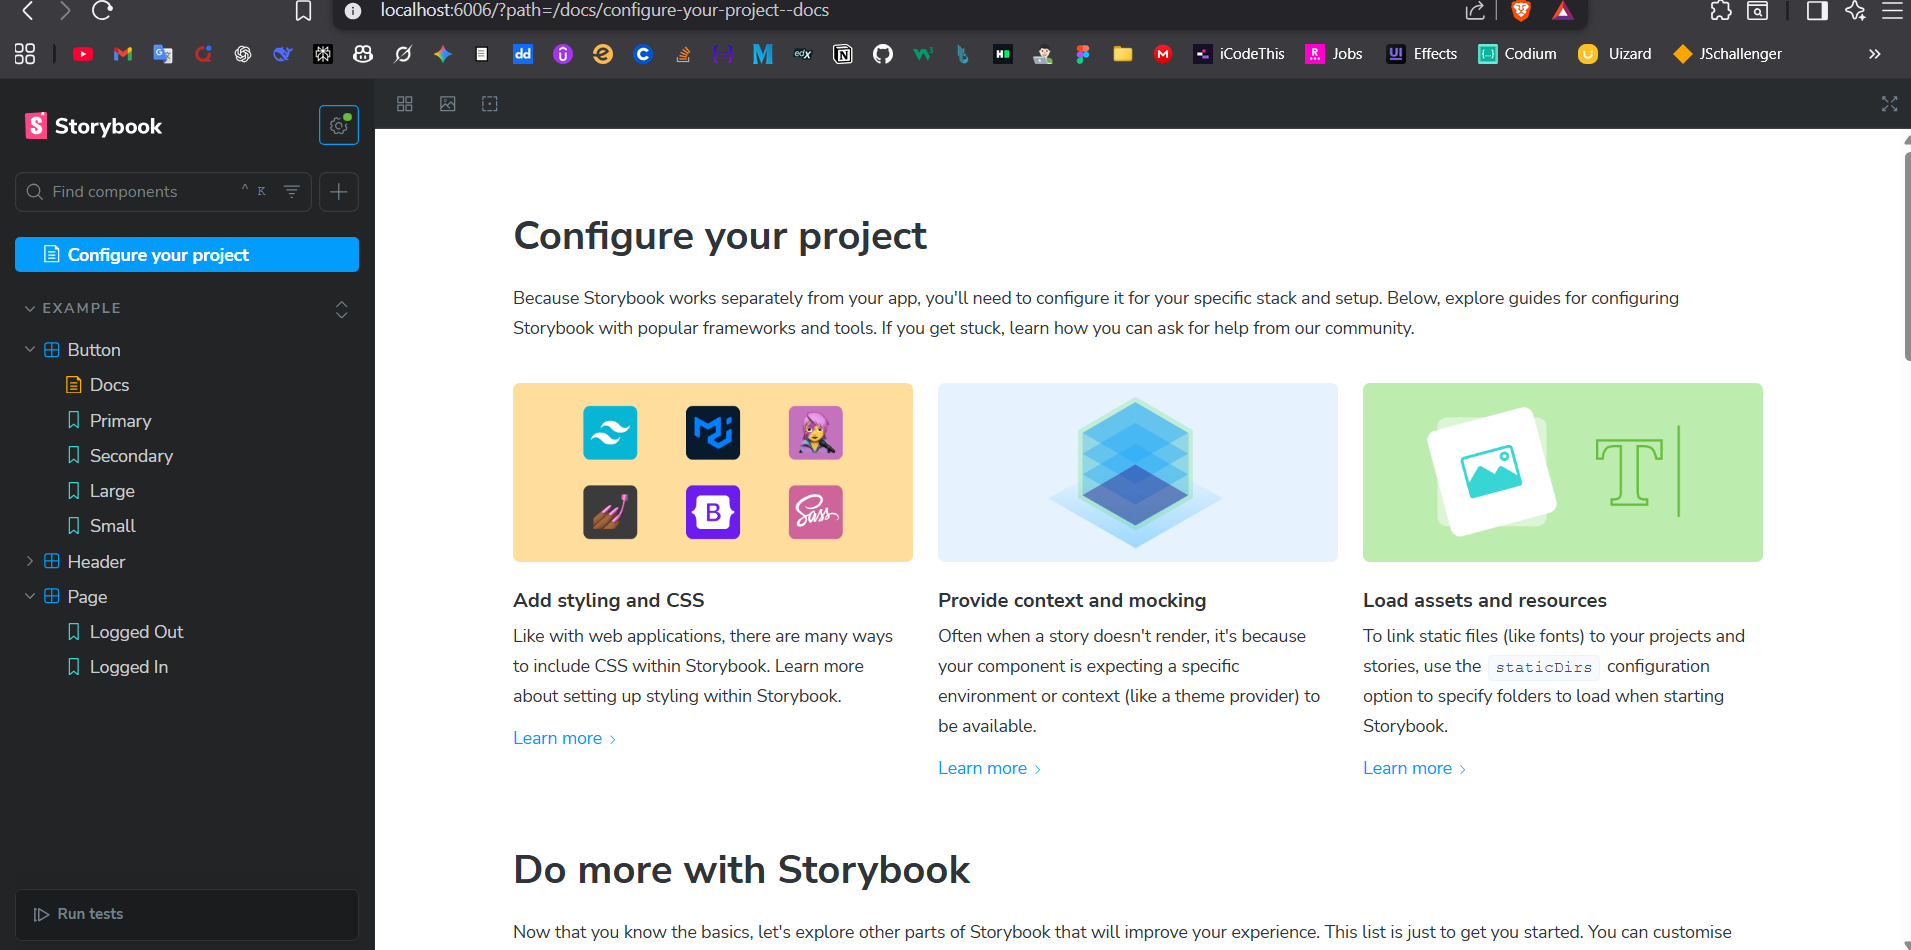 localhost:6006/?path=/docs/configure-your-project--docs
iCodeThis
Jobs
Effects
Codium
Uizard
JSchallenger
Storybook
Find components
^ K
Configure your project
EXAMPLE
Button
Docs
Primary
Secondary
Large
Small
Header
Page
Logged Out
Logged In
Run tests
Configure your project
Because Storybook works separately from your app, you'll need to configure it for your specific stack and setup. Below, explore guides for configuring
Storybook with popular frameworks and tools. If you get stuck, learn how you can ask for help from our community.
B
Sass
T
Add styling and CSS
Like with web applications, there are many ways
to include CSS within Storybook. Learn more
about setting up styling within Storybook.
Learn more
Provide context and mocking
Often when a story doesn't render, it's because
your component is expecting a specific
environment or context (like a theme provider) to
be available.
Learn more
Load assets and resources
To link static files (like fonts) to your projects and
stories, use the staticDirs configuration
option to specify folders to load when starting
Storybook.
Learn more
Do more with Storybook
Now that you know the basics, let's explore other parts of Storybook that will improve your experience. This list is just to get you started. You can customise